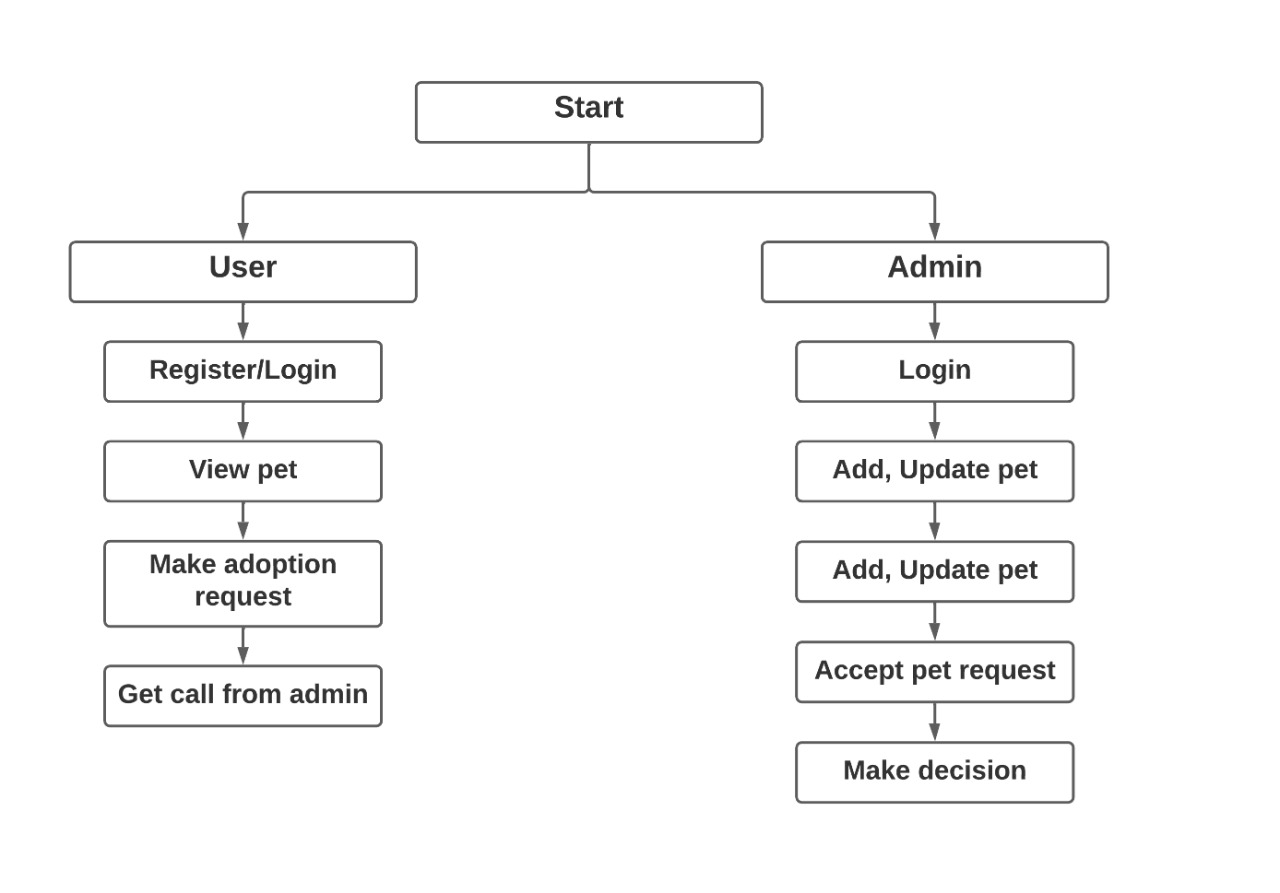 Start
User
Admin
Register/Login
Login
View pet
Add, Update pet
Make adoption
request
Add, Update pet
Get call from admin
Accept pet request
Make decision